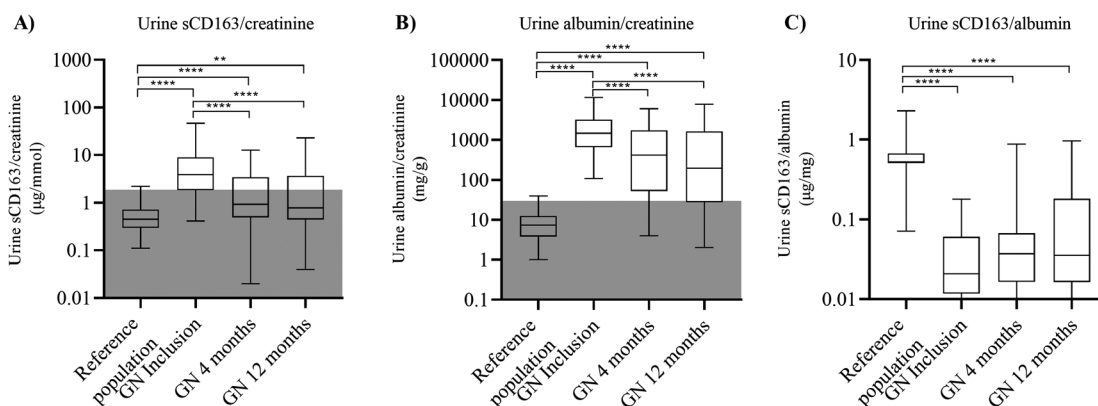 A)
Urine sCD163/creatinine
Urine sCD163/creatinine
(µg/mmol)
1000
100
10
1
0.1
0.01
**
****
****
****
****
Reference
population
GN Inclusion
GN 4 months
GN 12 months
B)
Urine albumin/creatinine
Urine albumin/creatinine
(mg/g)
100000
10000
1000
100
10
1
0.1
****
****
****
****
****
Reference
population
GN Inclusion
GN 4 months
GN 12 months
C)
Urine sCD163/albumin
Urine sCD163/albumin
(µg/mg)
10
1
0.1
0.01
****
****
****
Reference
population
GN Inclusion
GN 4 months
GN 12 months